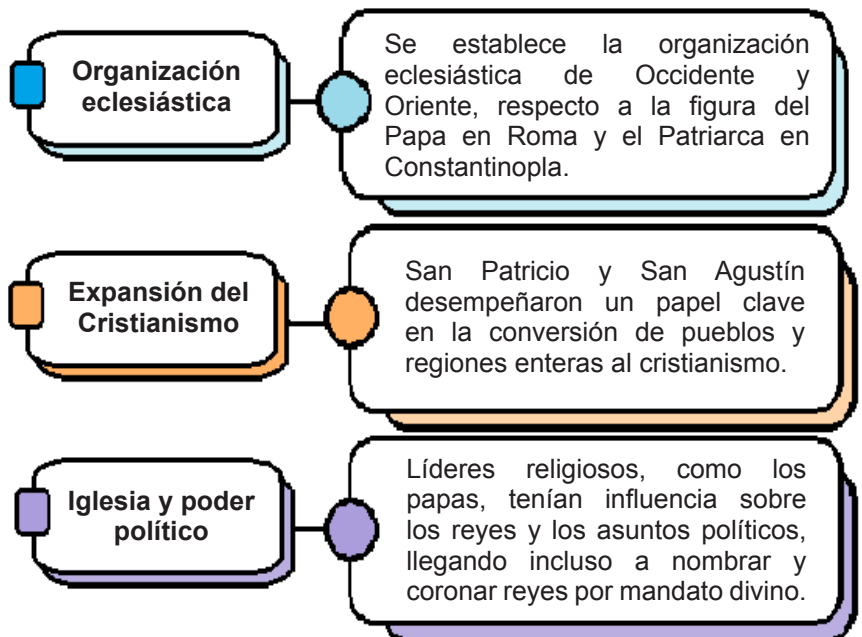 Organización
eclesiástica
Se establece la organización
eclesiástica de Occidente y
Oriente, respecto a la figura del
Papa en Roma y el Patriarca en
Constantinopla.
Expansión del
Cristianismo
San Patricio y San Agustín
desempeñaron un papel clave
en la conversión de pueblos y
regiones enteras al cristianismo.
Iglesia y poder
político
Líderes religiosos, como los
papas, tenían influencia sobre
los reyes y los asuntos políticos,
llegando incluso a nombrar y
coronar reyes por mandato divino.